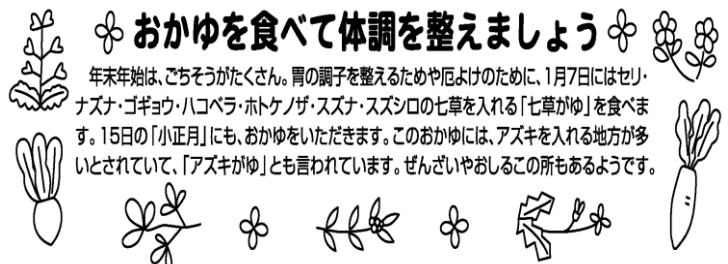 おかゆを食べて体調を整えましょう
年末年始は、ごちそうがたくさん。胃の調子を整えるためや厄よけのために、1月7日にはセリ・
ナズナ・ゴギョウ・ハコベラ・ホトケノザ・スズナ・スズシロの七草を入れる「七草がゆ」を食べま
す。15日の「小正月」にも、おかゆをいただきます。このおかゆには、アズキを入れる地方が多
いとされていて、「アズキがゆ」とも言われています。ぜんざいやおしるこの所もあるようです。